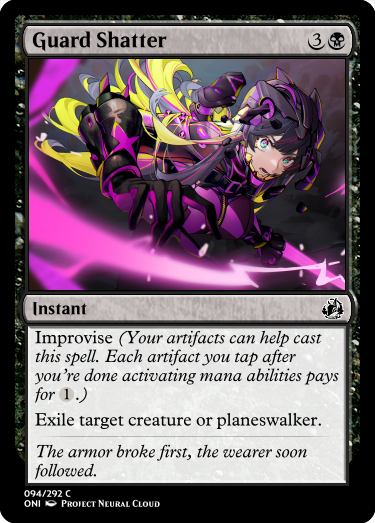 Guard Shatter 3
Instant
Improvise (Your artifacts can help cast
this spell. Each artifact you tap after
you're done activating mana abilities pays
for 1.)
Exile target creature or planeswalker.
The armor broke first, the wearer soon
followed.
094/292 C
ONI Project Neural Cloud